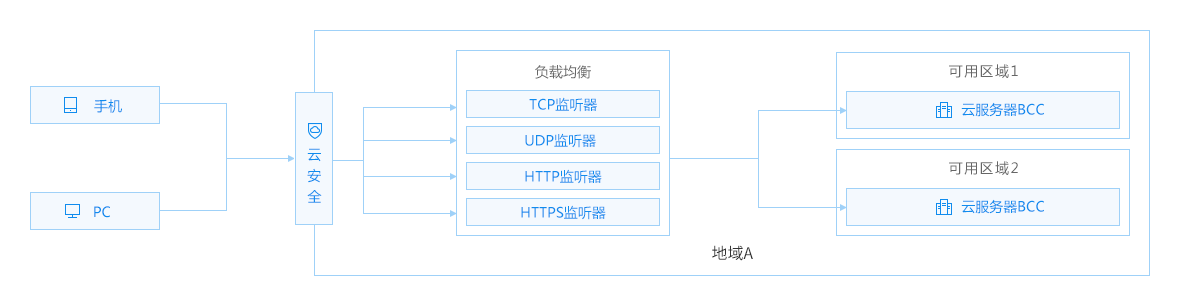 手机
PC
云安全
负载均衡
TCP监听器
UDP监听器
HTTP监听器
HTTPS监听器
可用区域1
云服务器BCC
可用区域2
云服务器BCC
地域A